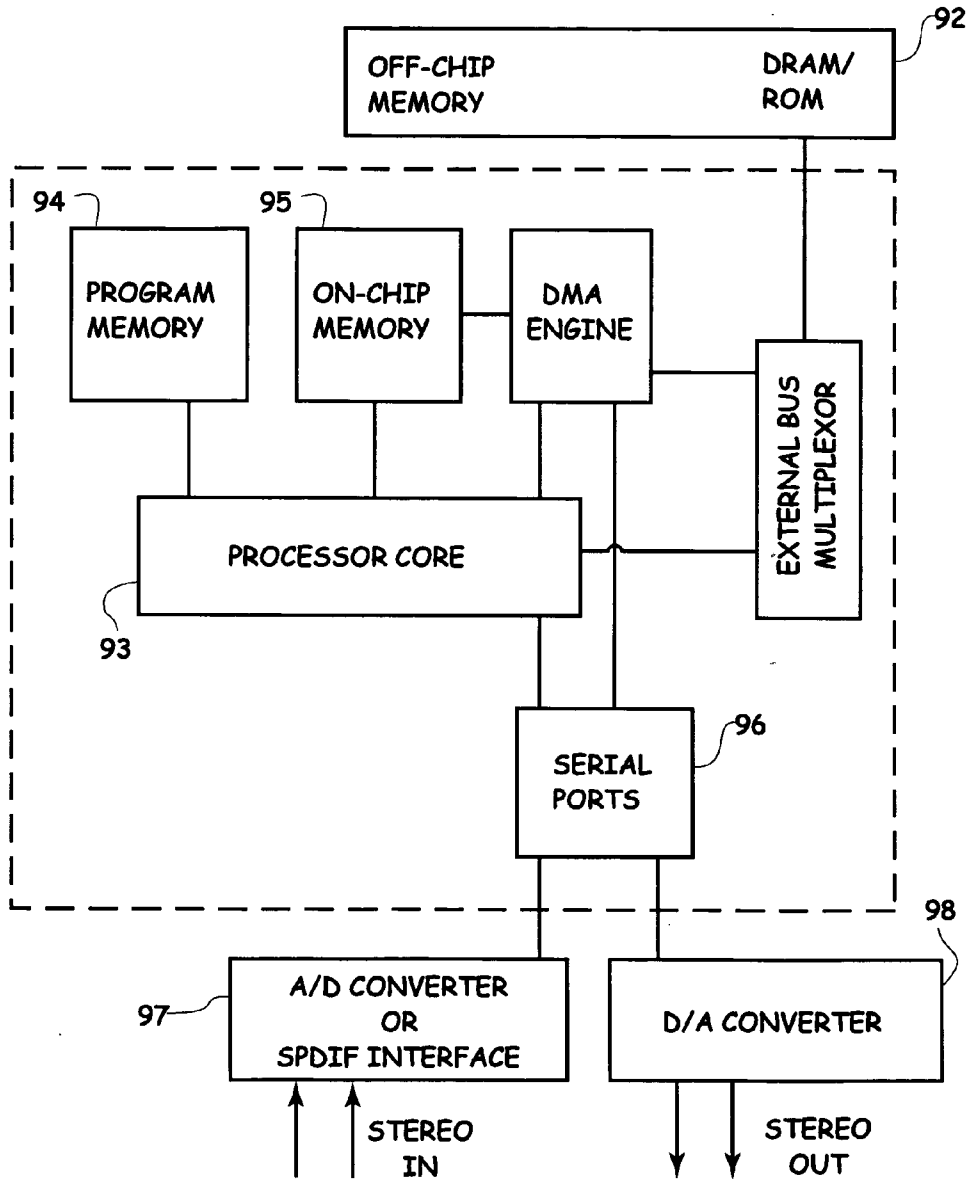 92
OFF-CHIP
MEMORY
DRAM/
ROM
94
95
PROGRAM
MEMORY
ON-CHIP
MEMORY
DMA
ENGINE
EXTERNAL BUS
MULTIPLEXOR
PROCESSOR CORE
93
96
SERIAL
PORTS
98
97
A/D CONVERTER
OR
SPDIF INTERFACE
D/A CONVERTER
STEREO
IN
STEREO
OUT